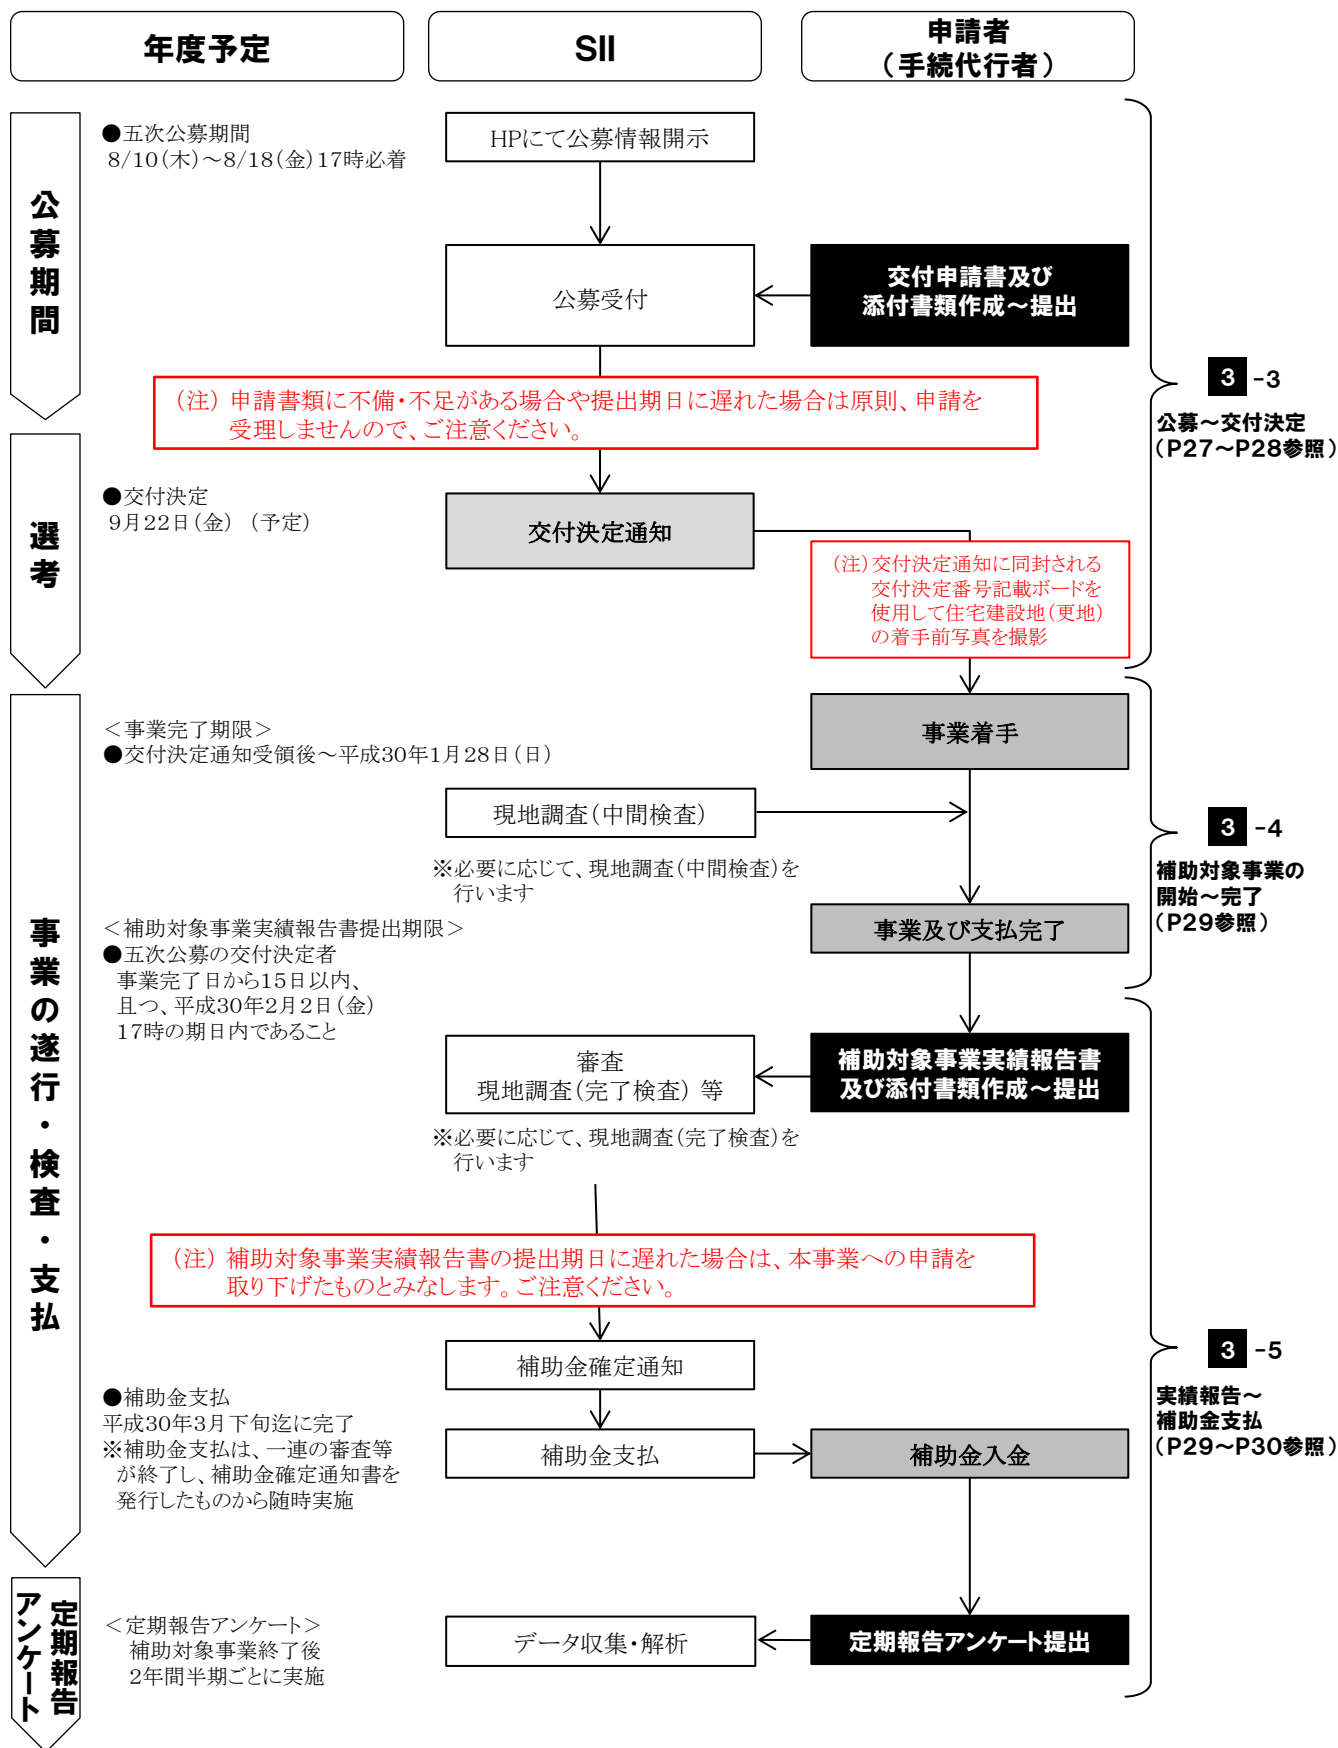 年度予定
SII
申請者
（手続代行者）
公募期間
●五次公募期間
8/10（木）～8/18（金）17時必着
HPにて公募情報開示
公募受付
交付申請書及び
添付書類作成～提出
（注） 申請書類に不備・不足がある場合や提出期日に遅れた場合は原則、申請を
受理しませんので、ご注意ください。
3 -3
公募～交付決定
（P27～P28参照）
選考
●交付決定
9月22日（金） （予定）
交付決定通知
（注）交付決定通知に同封される
交付決定番号記載ボードを
使用して住宅建設地（更地）
の着手前写真を撮影
事業の遂行・検査・支払
＜事業完了期限＞
●交付決定通知受領後～平成30年1月28日（日）
事業着手
現地調査（中間検査）
※必要に応じて、現地調査（中間検査）を
行います
3 -4
補助対象事業の
開始～完了
（P29参照）
＜補助対象事業実績報告書提出期限＞
●五次公募の交付決定者
事業完了日から15日以内、
且つ、平成30年2月2日（金）
17時の期日内であること
事業及び支払完了
審査
現地調査（完了検査） 等
補助対象事業実績報告書
及び添付書類作成～提出
※必要に応じて、現地調査（完了検査）を
行います
（注） 補助対象事業実績報告書の提出期日に遅れた場合は、本事業への申請を
取り下げたものとみなします。ご注意ください。
補助金確定通知
3 -5
実績報告～
補助金支払
（P29～P30参照）
●補助金支払
平成30年3月下旬迄に完了
※補助金支払は、一連の審査等
が終了し、補助金確定通知書を
発行したものから随時実施
補助金支払
補助金入金
定期報告
アンケート
＜定期報告アンケート＞
補助対象事業終了後
2年間半期ごとに実施
データ収集・解析
定期報告アンケート提出